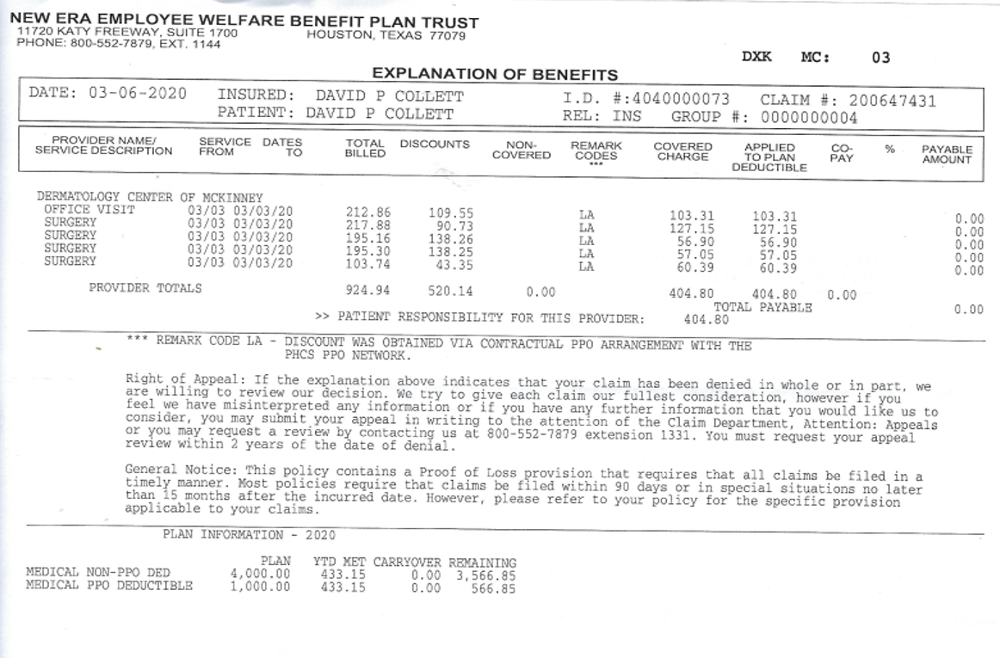 NEW ERA EMPLOYEE WELFARE BENEFIT PLAN TRUST
11720 KATY FREEWAY, SUITE 1700 HOUSTON, TEXAS 77079
PHONE: 800-552-7879, EXT. 1144
DXK MC: 03
EXPLANATION OF BENEFITS
DATE: 03-06-2020 INSURED: DAVID P COLLETT I.D. #:4040000073 CLAIM #: 200647431
PATIENT: DAVID P COLLETT REL: INS GROUP #: 0000000004
PROVIDER NAME/ SERVICE DATES TOTAL DISCOUNTS NON- REMARK COVERED APPLIED CO- % PAYABLE
SERVICE DESCRIPTION FROM TO BILLED COVERED CODES CHARGE TO PLAN PAY AMOUNT
*** DEDUCTIBLE
DERMATOLOGY CENTER OF MCKINNEY
OFFICE VISIT 03/03 03/03/20 212.86 109.55 LA 103.31 103.31 0.00
SURGERY 03/03 03/03/20 217.88 90.73 LA 127.15 127.15 0.00
SURGERY 03/03 03/03/20 195.16 138.26 LA 56.90 56.90 0.00
SURGERY 03/03 03/03/20 195.30 138.25 LA 57.05 57.05 0.00
SURGERY 03/03 03/03/20 103.74 43.35 LA 60.39 60.39 0.00
PROVIDER TOTALS 924.94 520.14 0.00 404.80 404.80 0.00
TOTAL PAYABLE 0.00
>> PATIENT RESPONSIBILITY FOR THIS PROVIDER: 404.80
*** REMARK CODE LA - DISCOUNT WAS OBTAINED VIA CONTRACTUAL PPO ARRANGEMENT WITH THE
PHCS PPO NETWORK.
Right of Appeal: If the explanation above indicates that your claim has been denied in whole or in part, we
are willing to review our decision. We try to give each claim our fullest consideration, however if you
feel we have misinterpreted any information or if you have any further information that you would like us to
consider, you may submit your appeal in writing to the attention of the Claim Department, Attention: Appeals
or you may request a review by contacting us at 800-552-7879 extension 1331. You must request your appeal
review within 2 years of the date of denial.
General Notice: This policy contains a Proof of Loss provision that requires that all claims be filed in a
timely manner. Most policies require that claims be filed within 90 days or in special situations no later
than 15 months after the incurred date. However, please refer to your policy for the specific provision
applicable to your claims.
PLAN INFORMATION - 2020
PLAN YTD MET CARRYOVER REMAINING
MEDICAL NON-PPO DED 4,000.00 433.15 0.00 3,566.85
MEDICAL PPO DEDUCTIBLE 1,000.00 433.15 0.00 566.85